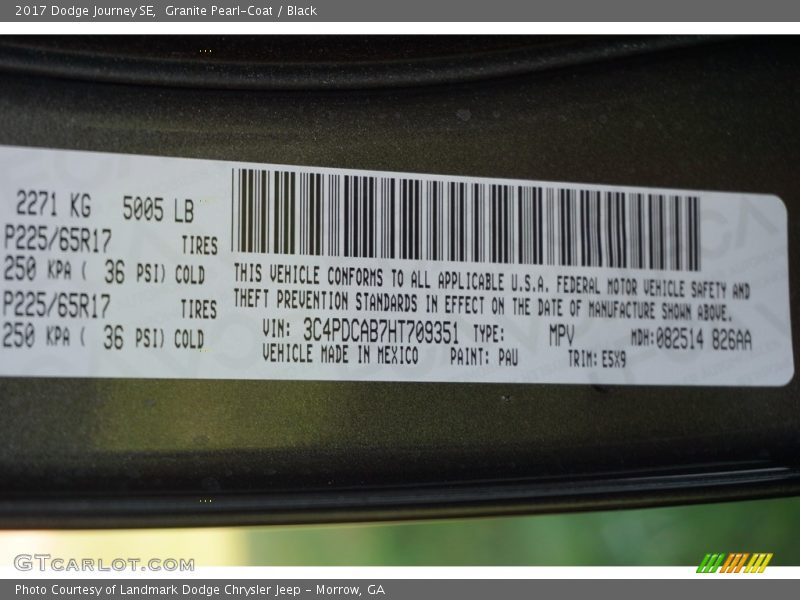 2017 Dodge Journey SE, Granite Pearl-Coat / Black
2271 KG 5005 LB
P225/65R17 TIRES
250 KPA ( 36 PSI) COLD
P225/65R17 TIRES
250 KPA ( 36 PSI) COLD
THIS VEHICLE CONFORMS TO ALL APPLICABLE U.S.A. FEDERAL MOTOR VEHICLE SAFETY AND
THEFT PREVENTION STANDARDS IN EFFECT ON THE DATE OF MANUFACTURE SHOWN ABOVE.
VIN: 3C4PDCAB7HT709351 TYPE: MPV MDH:082514 826AA
VEHICLE MADE IN MEXICO PAINT: PAU TRIM: E5X9
GTCARLOT.COM
Photo Courtesy of Landmark Dodge Chrysler Jeep - Morrow, GA